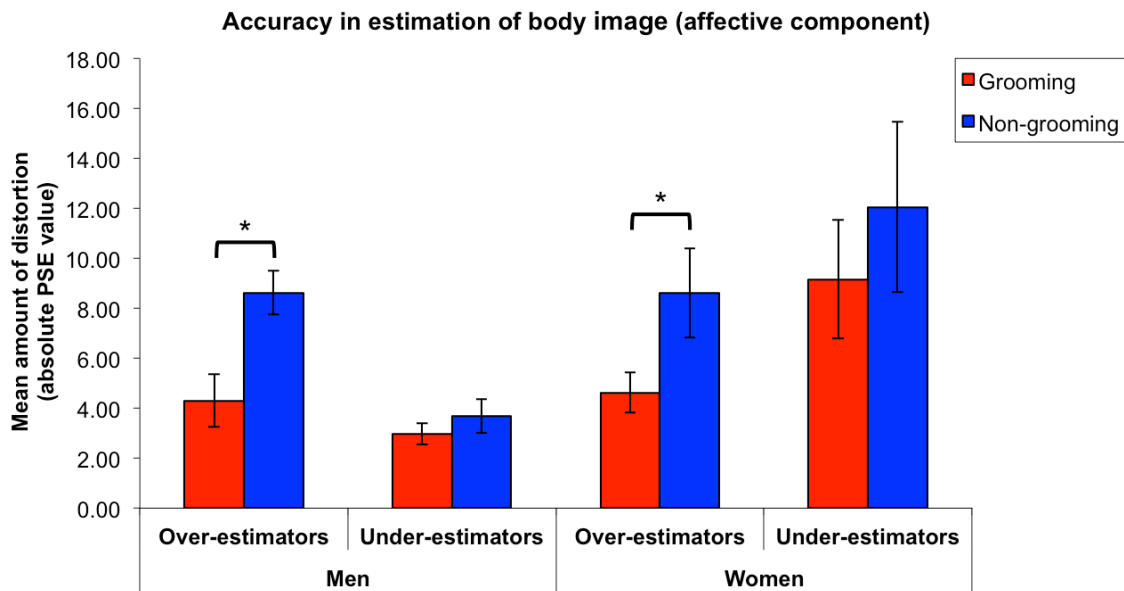 Accuracy in estimation of body image (affective component)
18.00
16.00
14.00
12.00
10.00
8.00
6.00
4.00
2.00
0.00
Mean amount of distortion
(absolute PSE value)
*
*
Grooming
Non-grooming
Over-estimators
Under-estimators
Over-estimators
Under-estimators
Men
Women